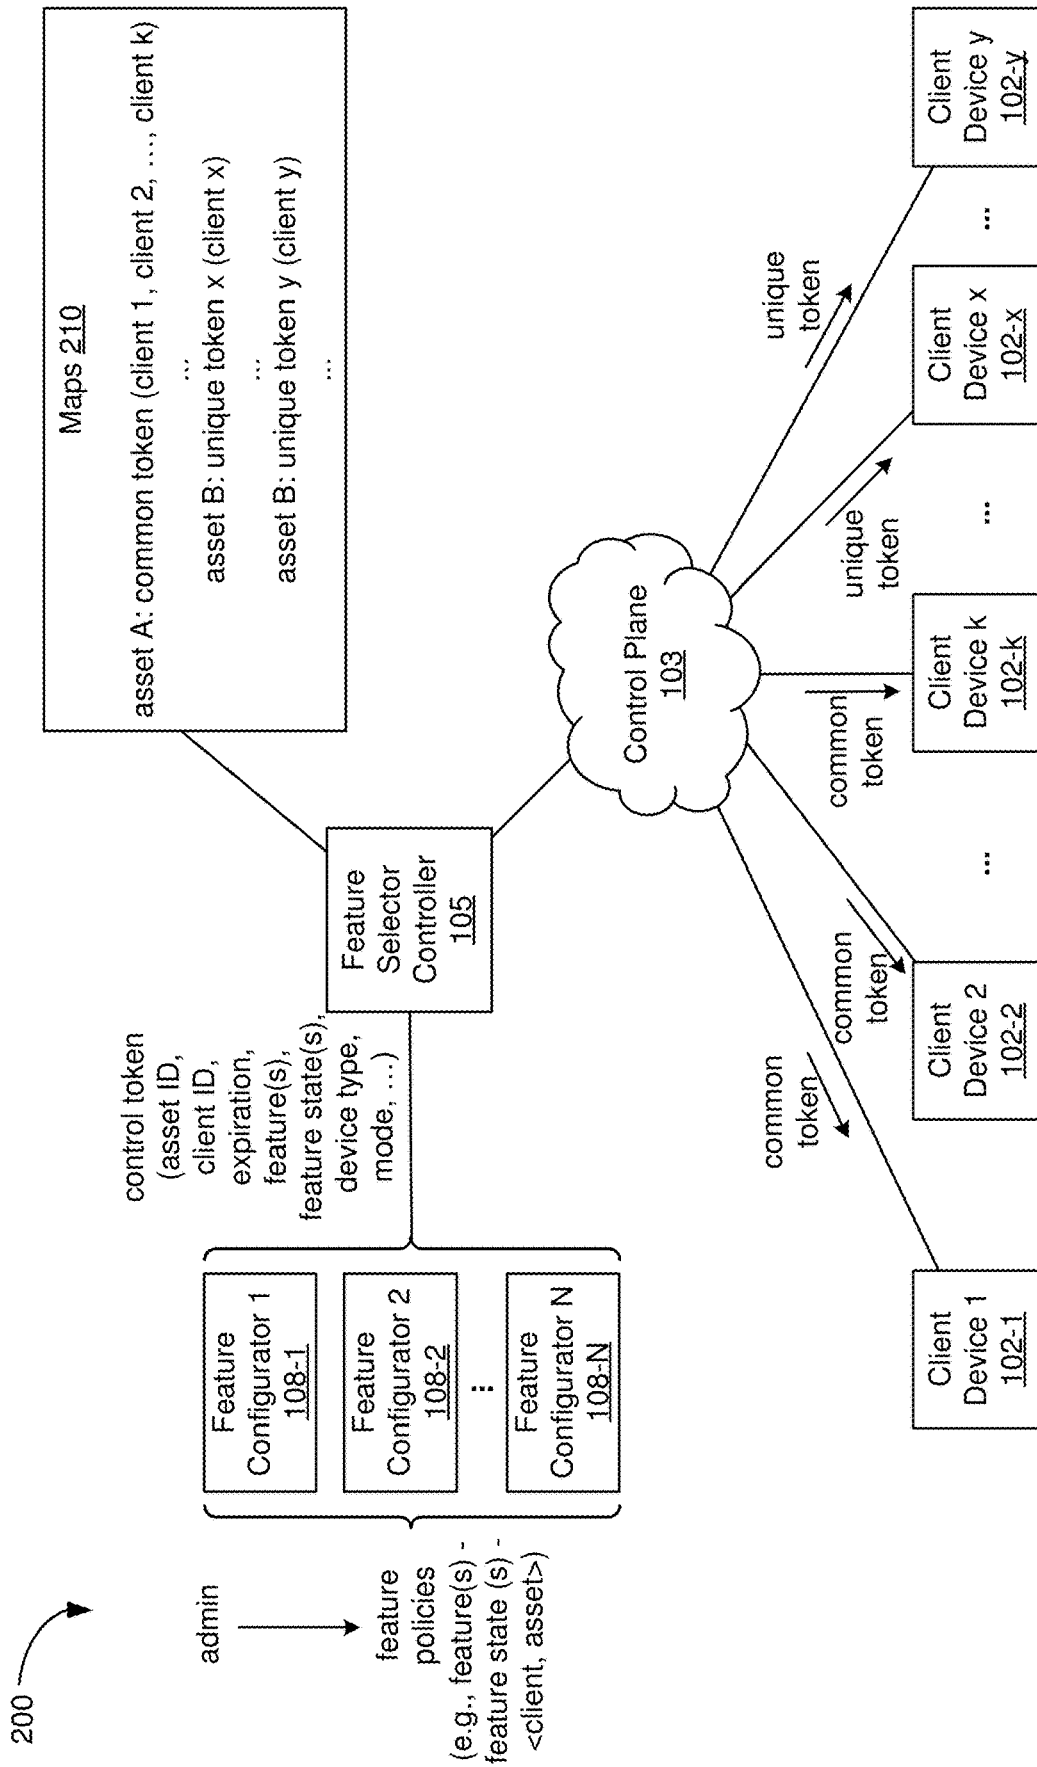 200
admin
feature
policies
(e.g., feature(s) -
feature state (s) -
<client, asset>)
Feature
Configurator 1
108-1
Feature
Configurator 2
108-2
...
Feature
Configurator N
108-N
control token
(asset ID,
client ID,
expiration,
feature(s),
feature state(s),
device type,
mode, ...)
Feature
Selector
Controller
105
Maps 210
asset A: common token (client 1, client 2, ..., client k)
...
asset B: unique token x (client x)
...
asset B: unique token y (client y)
...
Control Plane
103
common
token
common
token
common
token
unique
token
unique
token
Client
Device 1
102-1
Client
Device 2
102-2
...
Client
Device k
102-k
...
Client
Device x
102-x
...
Client
Device y
102-y